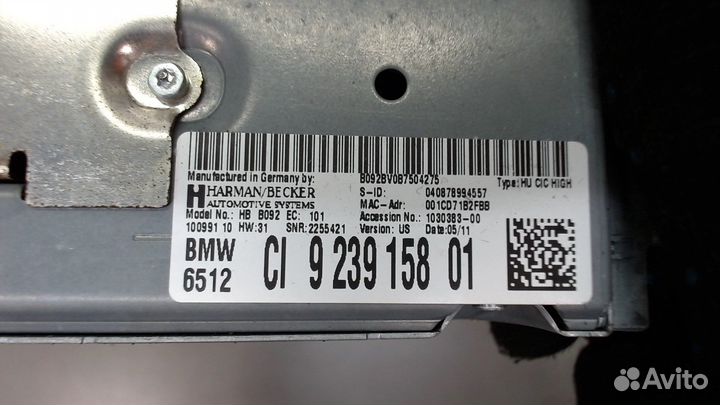 Manufactured in Germany by: B092BV0B7504275 Type: HU CIC HIGH
HARMAN/BECKER S-ID: 040878994557
AUTOMOTIVE SYSTEMS MAC-Adr: 001CD71B2FBB
Model No.: HB B092 EC: 101 Accession No.: 1030383-00
10099110 HW:31 SNR:2255421 Version: US Date:05/11
BMW
6512
CI 9 239 158 01
Avito